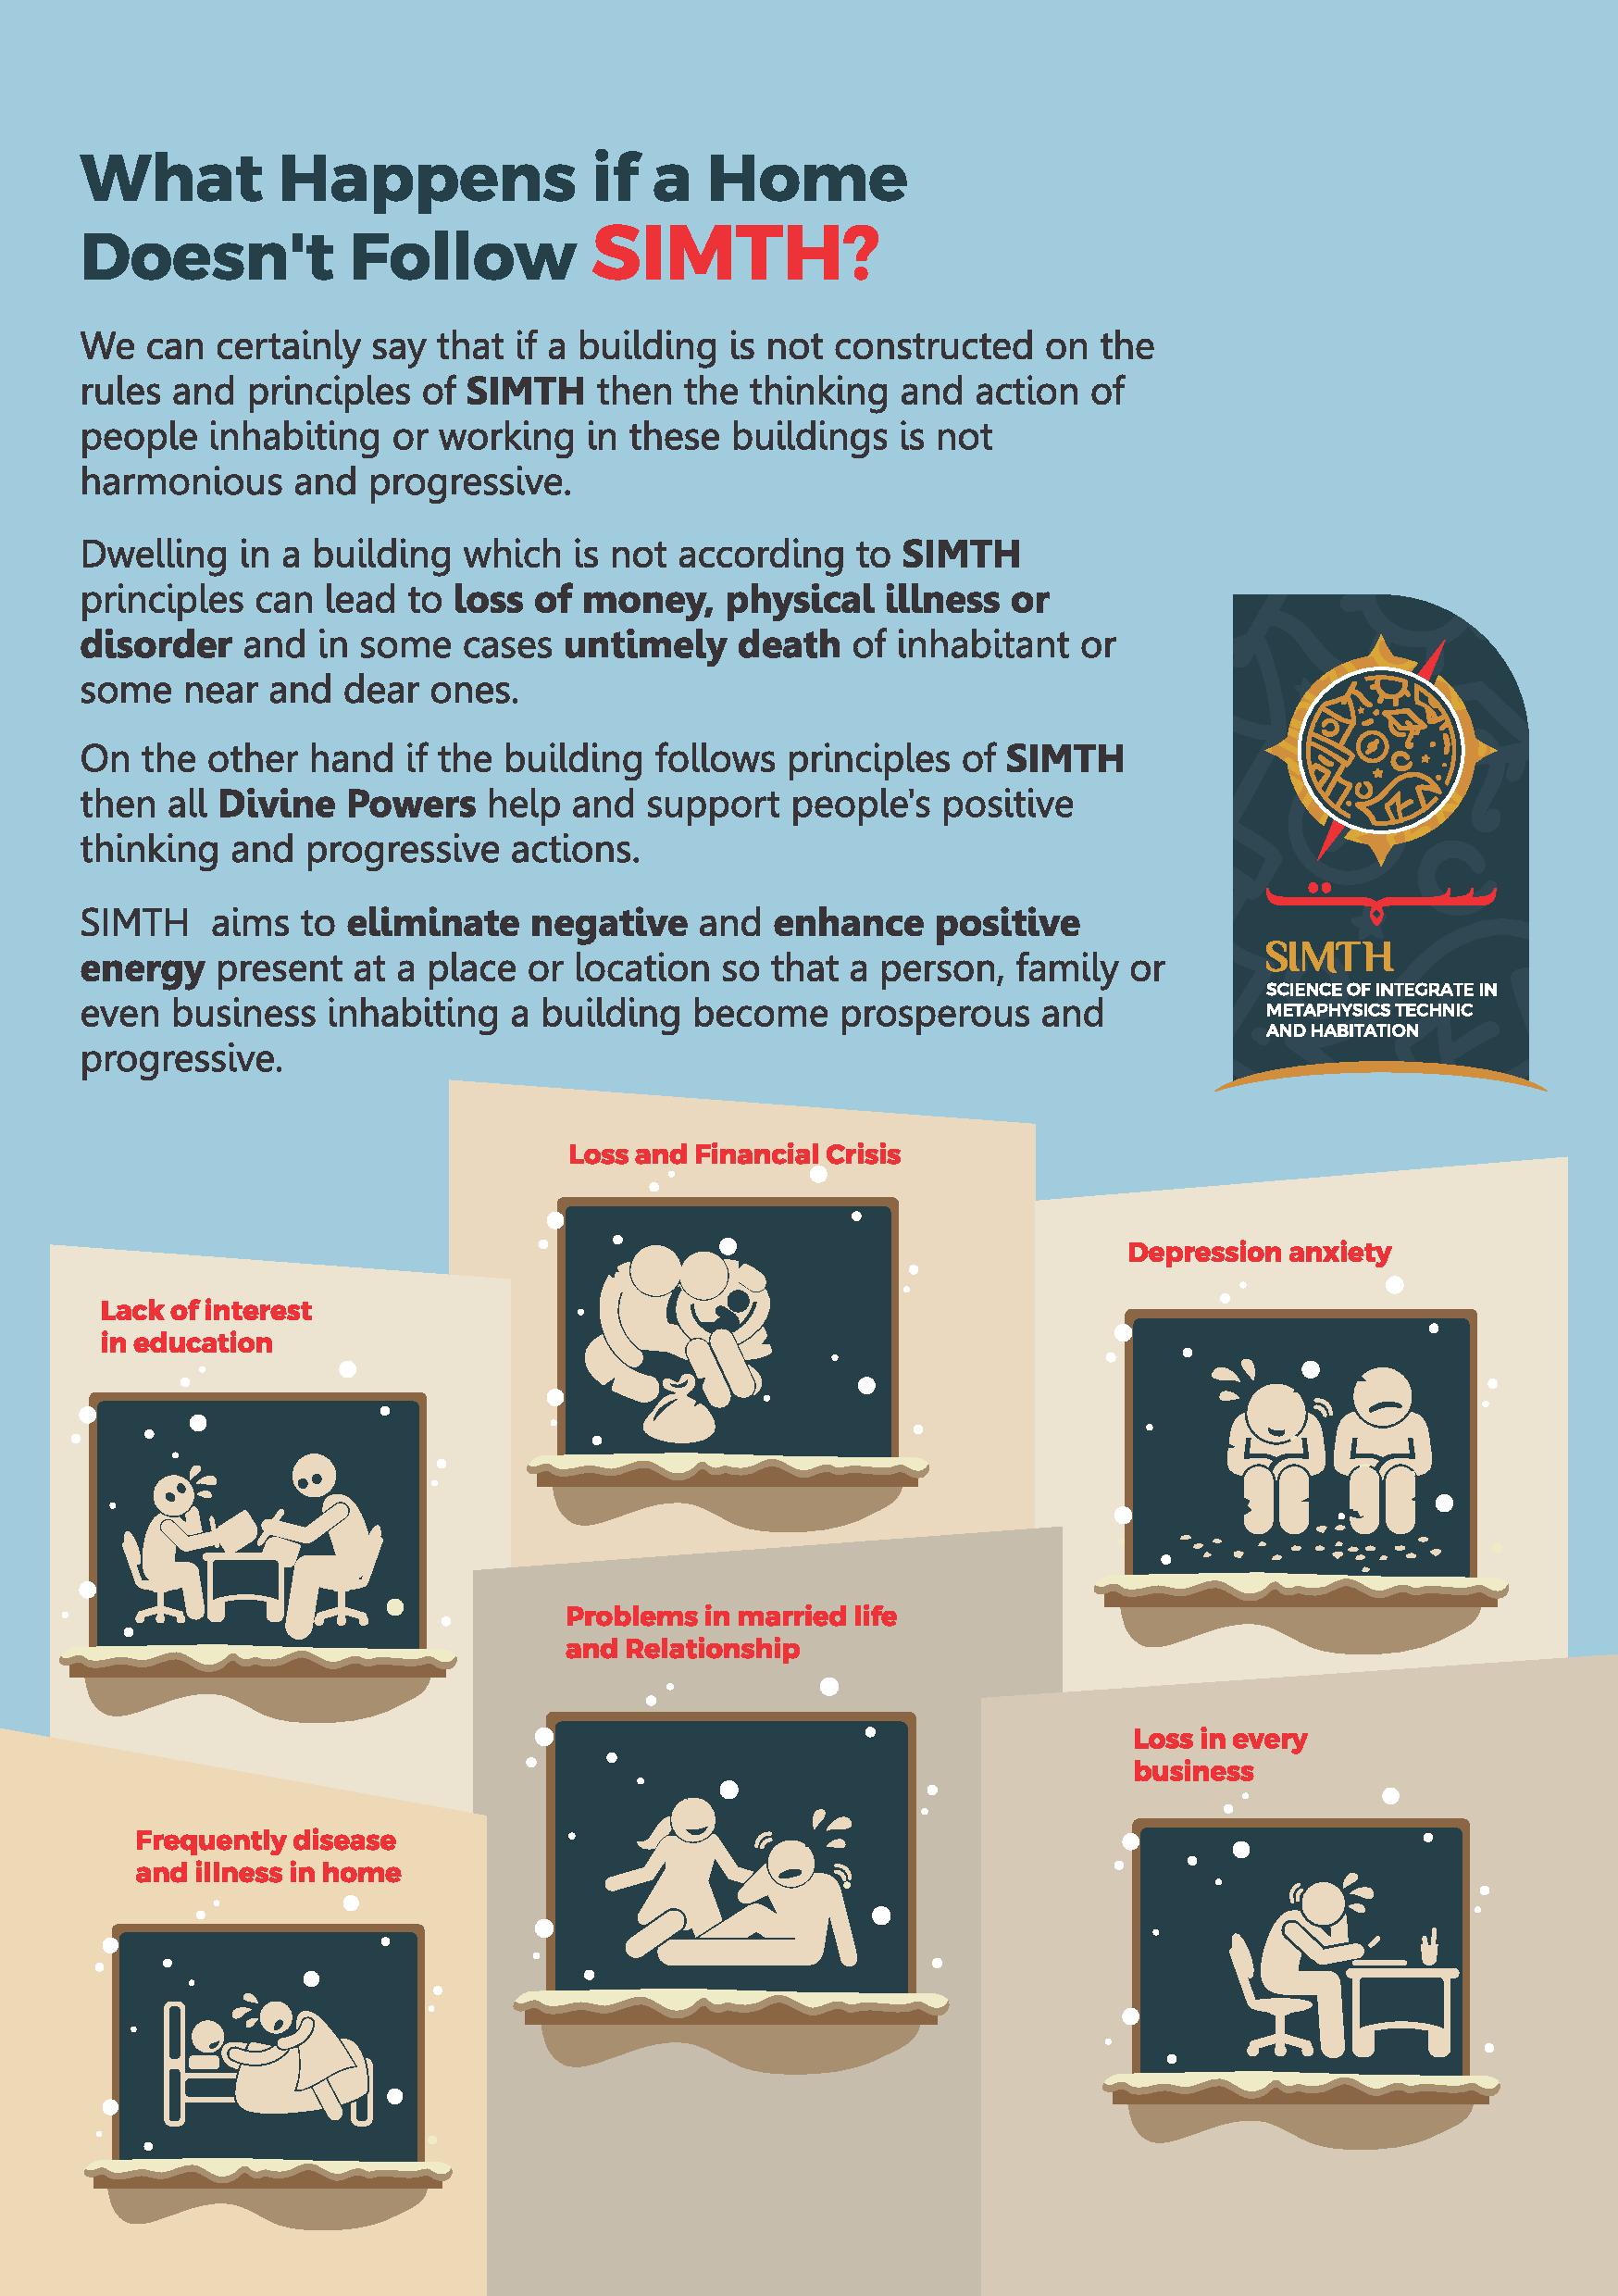 What Happens if a Home
Doesn't Follow SIMTH?
We can certainly say that if a building is not constructed on the
rules and principles of SIMTH then the thinking and action of
people inhabiting or working in these buildings is not
harmonious and progressive.
Dwelling in a building which is not according to SIMTH
principles can lead to loss of money, physical illness or
disorder and in some cases untimely death of inhabitant or
some near and dear ones.
On the other hand if the building follows principles of SIMTH
then all Divine Powers help and support people's positive
thinking and progressive actions.
SIMTH aims to eliminate negative and enhance positive
energy present at a place or location so that a person, family or
even business inhabiting a building become prosperous and
progressive.
سمت
SIMTH
SCIENCE OF INTEGRATE IN
METAPHYSICS TECHNIC
AND HABITATION
Loss and Financial Crisis
Depression anxiety
Lack of interest
in education
Problems in married life
and Relationship
Loss in every
business
Frequently disease
and illness in home